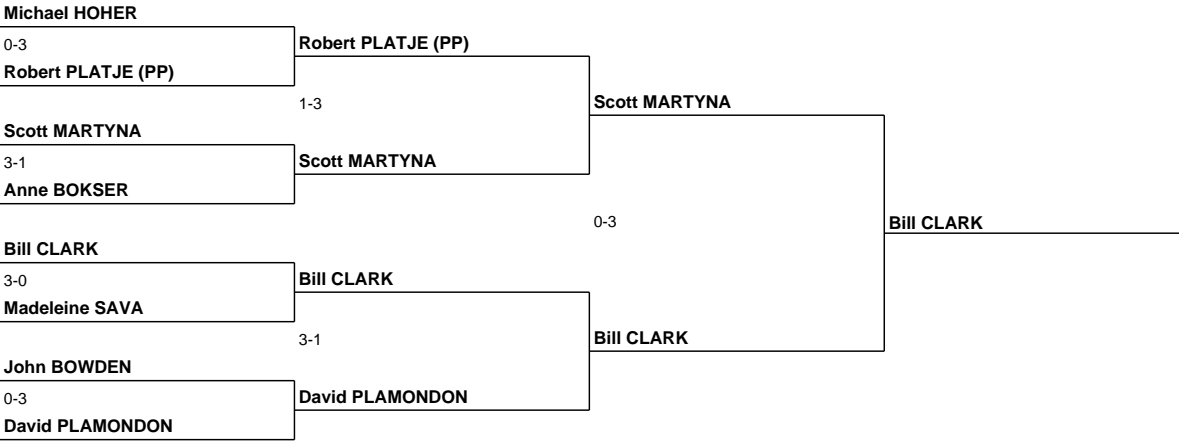 Michael HOHER
0-3
Robert PLATJE (PP)
Robert PLATJE (PP)
1-3
Scott MARTYNA
Scott MARTYNA
3-1
Scott MARTYNA
Anne BOKSER
0-3
Bill CLARK
Bill CLARK
3-0
Bill CLARK
Madeleine SAVA
3-1
Bill CLARK
John BOWDEN
0-3
David PLAMONDON
David PLAMONDON